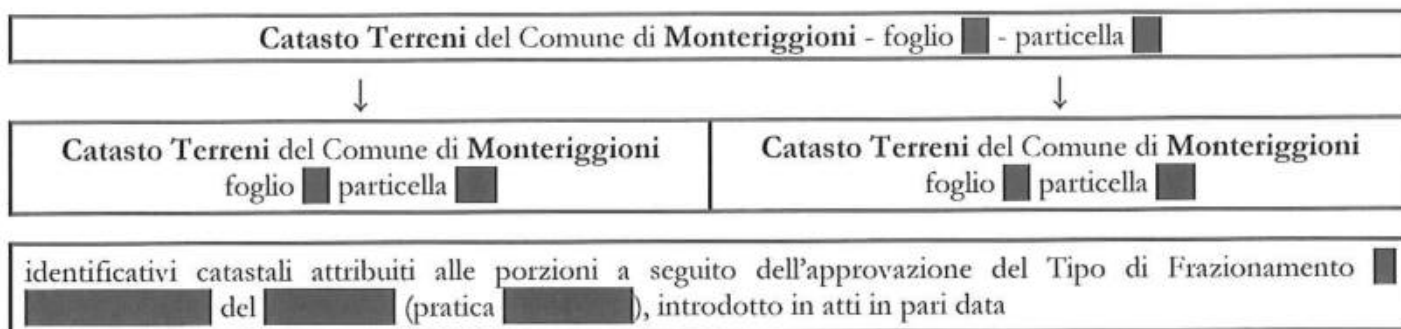 Catasto Terreni del Comune di Monteriggioni - foglio - particella
↓ ↓
Catasto Terreni del Comune di Monteriggioni
foglio particella
Catasto Terreni del Comune di Monteriggioni
foglio particella
identificativi catastali attribuiti alle porzioni a seguito dell'approvazione del Tipo di Frazionamento
del (pratica ), introdotto in atti in pari data